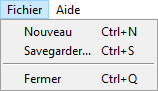 Fichier Aide
Nouveau Ctrl+N
Savegarder... Ctrl+S
Fermer Ctrl+Q